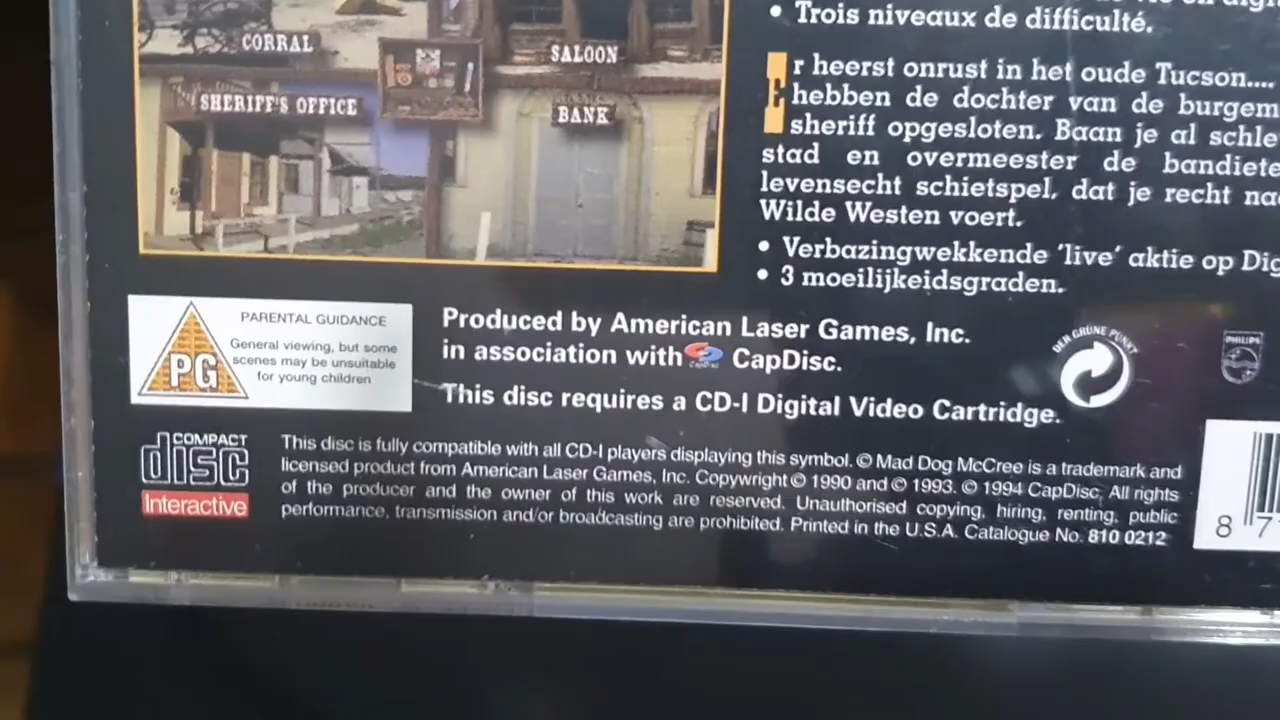 • Trois niveaux de difficulté.
CORRAL
SALOON
SHERIFF'S OFFICE
BANK
Er heerst onrust in het oude Tucson....
hebben de dochter van de
sheriff opgesloten. Baan je al
stad en overmeester de
levensecht schietspel, dat je recht
Wilde Westen voert.
• Verbazingwekkende 'live' aktie op
• 3 moeilijkeidsgraden.
PARENTAL GUIDANCE
General viewing, but some
scenes may be unsuitable
for young children
PG
Produced by American Laser Games, Inc.
in association with CapDisc.
This disc requires a CD-I Digital Video Cartridge.
DER GRÜNE PUNKT
PHILIPS
COMPACT
disc
Interactive
This disc is fully compatible with all CD-I players displaying this symbol. © Mad Dog McCree is a trademark and
licensed product from American Laser Games, Inc. Copyright © 1990 and © 1993. © 1994 CapDisc, All rights
of the producer and the owner of this work are reserved. Unauthorised copying, hiring, renting, public
performance, transmission and/or broadcasting are prohibited. Printed in the U.S.A. Catalogue No. 810 0212
8 7